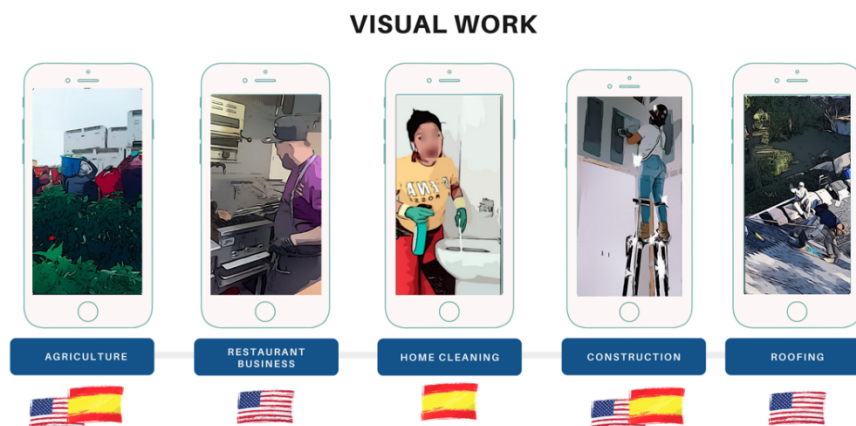 VISUAL WORK
AGRICULTURE
RESTAURANT
BUSINESS
HOME CLEANING
CONSTRUCTION
ROOFING